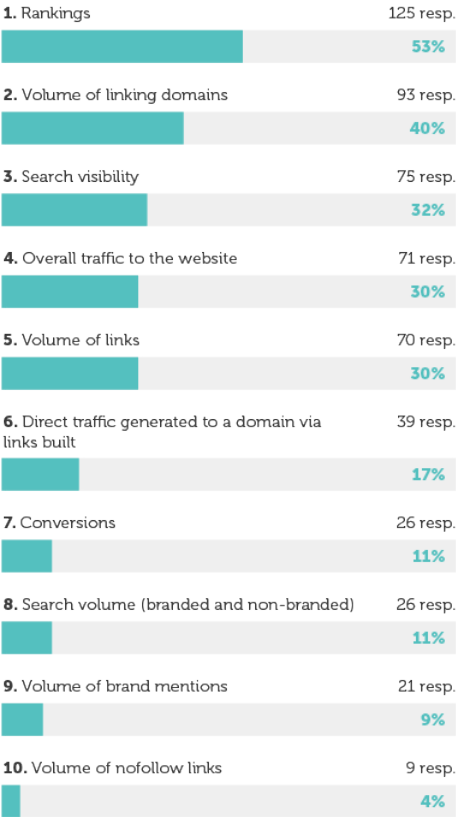 1. Rankings 125 resp.
53%
2. Volume of linking domains 93 resp.
40%
3. Search visibility 75 resp.
32%
4. Overall traffic to the website 71 resp.
30%
5. Volume of links 70 resp.
30%
6. Direct traffic generated to a domain via 39 resp.
links built
17%
7. Conversions 26 resp.
11%
8. Search volume (branded and non-branded) 26 resp.
11%
9. Volume of brand mentions 21 resp.
9%
10. Volume of nofollow links 9 resp.
4%